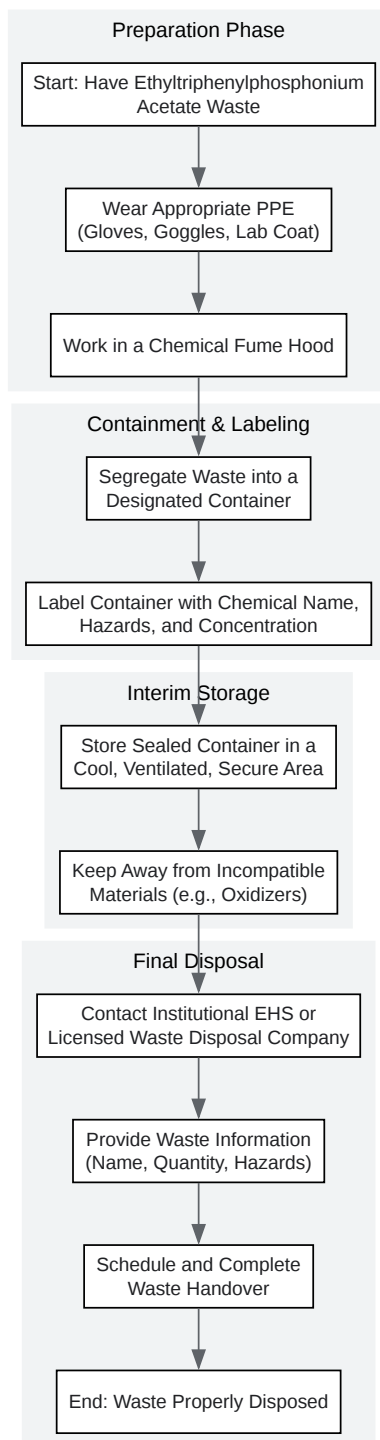 Preparation Phase
Start: Have Ethyltriphenylphosphonium
Acetate Waste
Wear Appropriate PPE
(Gloves, Goggles, Lab Coat)
Work in a Chemical Fume Hood
Containment & Labeling
Segregate Waste into a
Designated Container
Label Container with Chemical Name,
Hazards, and Concentration
Interim Storage
Store Sealed Container in a
Cool, Ventilated, Secure Area
Keep Away from Incompatible
Materials (e.g., Oxidizers)
Final Disposal
Contact Institutional EHS or
Licensed Waste Disposal Company
Provide Waste Information
(Name, Quantity, Hazards)
Schedule and Complete
Waste Handover
End: Waste Properly Disposed